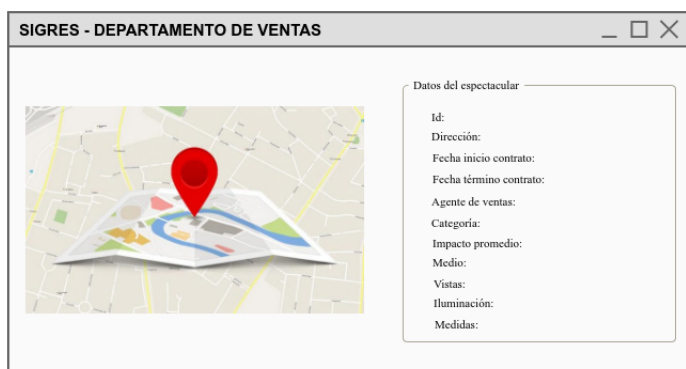 SIGRES - DEPARTAMENTO DE VENTAS
Datos del espectacular
Id:
Dirección:
Fecha inicio contrato:
Fecha término contrato:
Agente de ventas:
Categoría:
Impacto promedio:
Medio:
Vistas:
Iluminación:
Medidas: